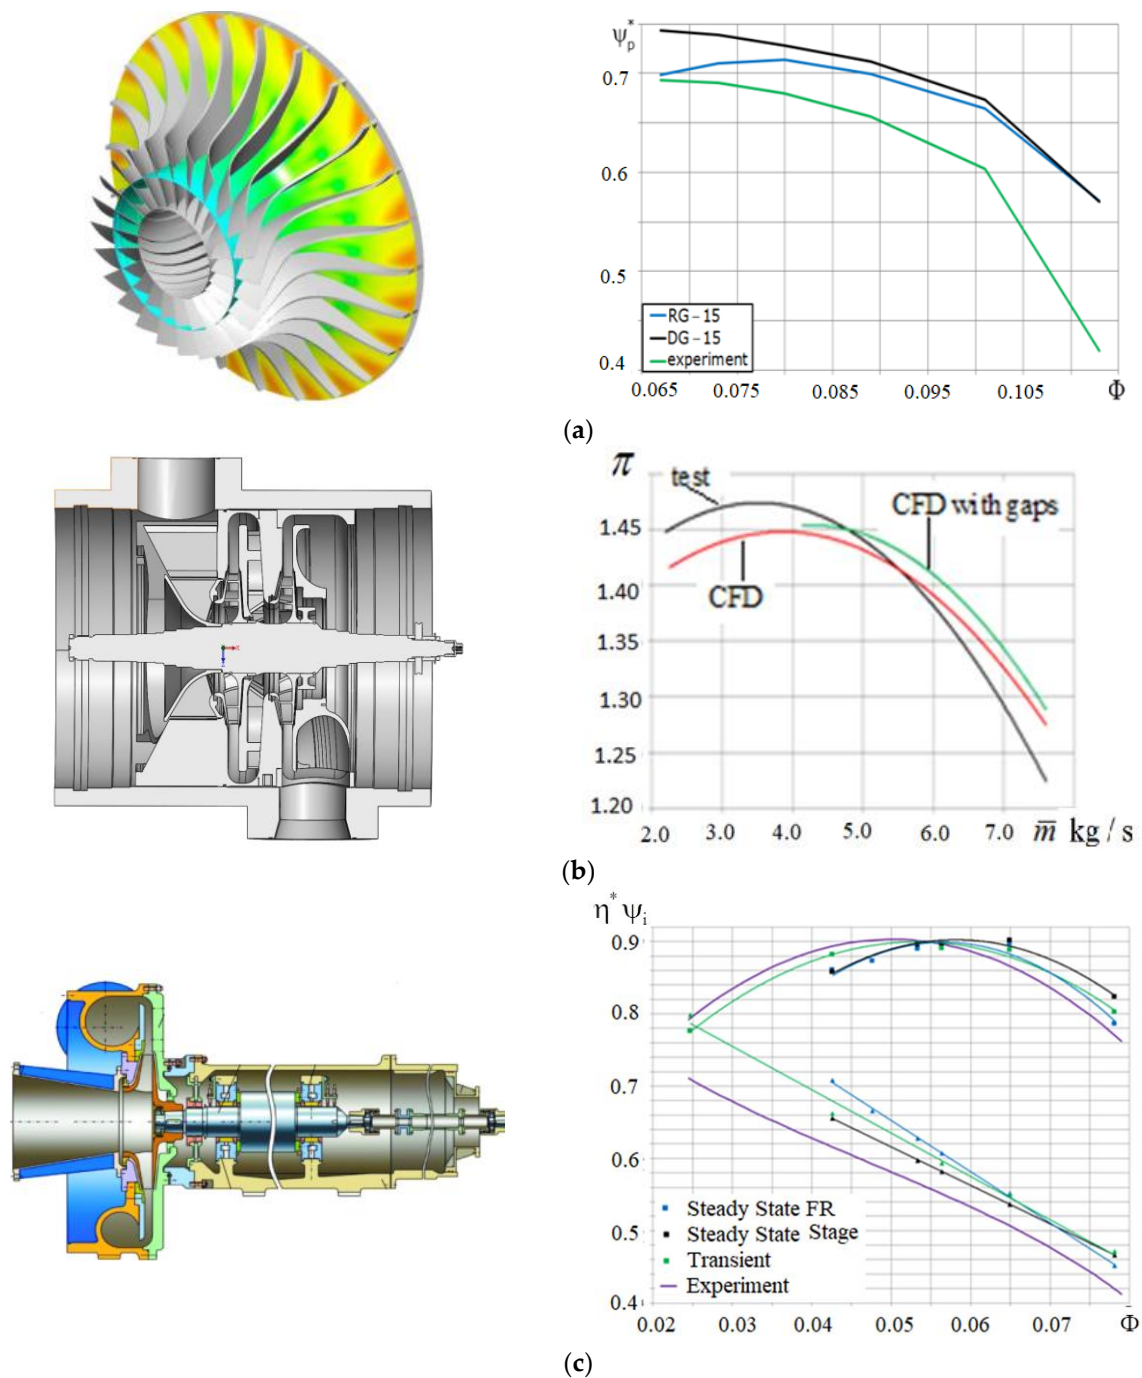 ψp*
0.7
0.6
0.5
0.4
RG – 15
DG – 15
experiment
0.065 0.075 0.085 0.095 0.105 Φ
(a)
π
test
CFD with gaps
CFD
1.45
1.40
1.35
1.30
1.25
1.20
2.0 3.0 4.0 5.0 6.0 7.0 m̅ kg / s
(b)
η* ψi
0.9
0.8
0.7
0.6
0.5
0.4
Steady State FR
Steady State Stage
Transient
Experiment
0.02 0.03 0.04 0.05 0.06 0.07 Φ
(c)